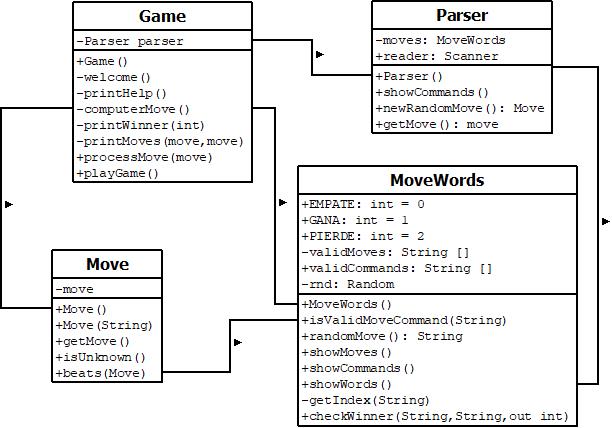 Game
-Parser parser
+Game()
-welcome()
-printHelp()
-computerMove()
-printWinner(int)
-printMoves(move,move)
+processMove(move)
+playGame()
Parser
-moves: MoveWords
+reader: Scanner
+Parser()
+showCommands()
+newRandomMove(): Move
+getMove(): move
MoveWords
+EMPATE: int = 0
+GANA: int = 1
+PIERDE: int = 2
-validMoves: String []
+validCommands: String []
-rnd: Random
+MoveWords()
+isValidMoveCommand(String)
+randomMove(): String
+showMoves()
+showCommands()
+showWords()
-getIndex(String)
+checkWinner(String,String,out int)
Move
-move
+Move()
+Move(String)
+getMove()
+isUnknown()
+beats(Move)